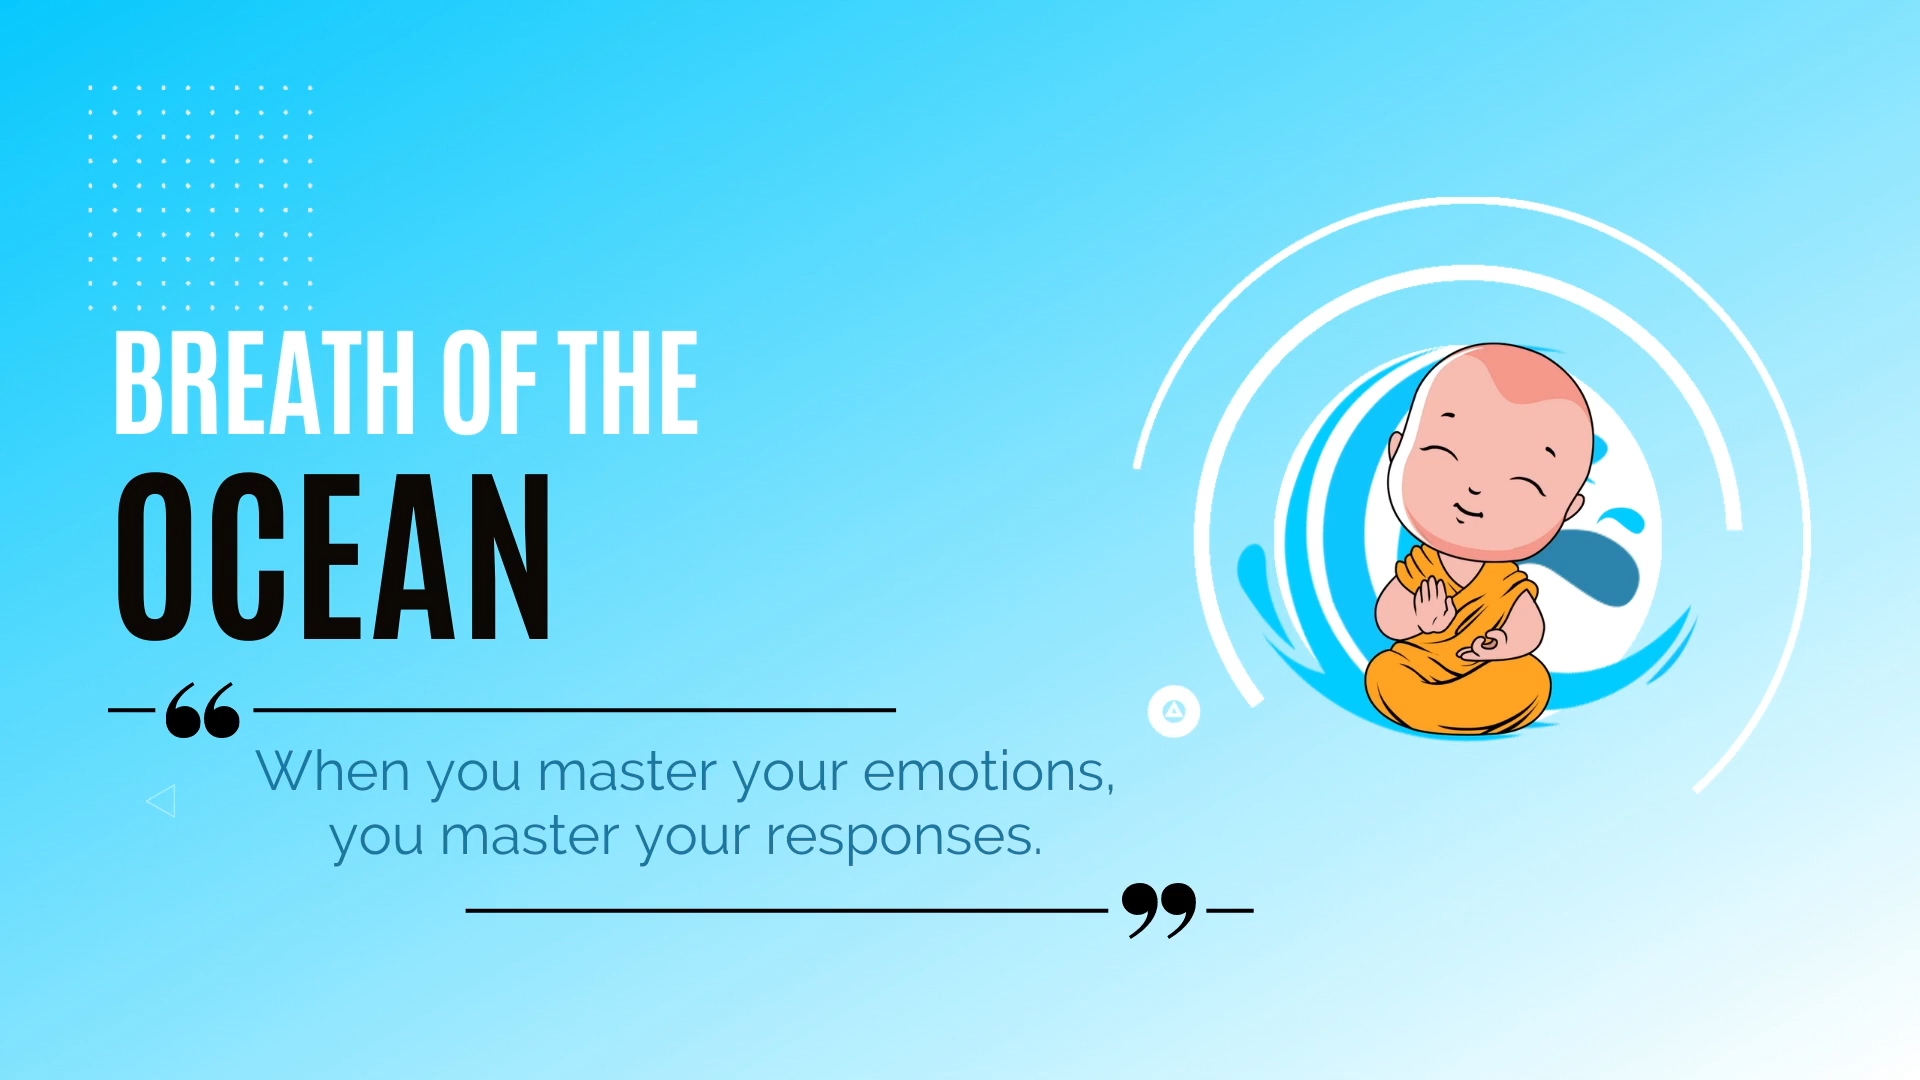 BREATH OF THE
OCEAN
“
When you master your emotions,
you master your responses.
”